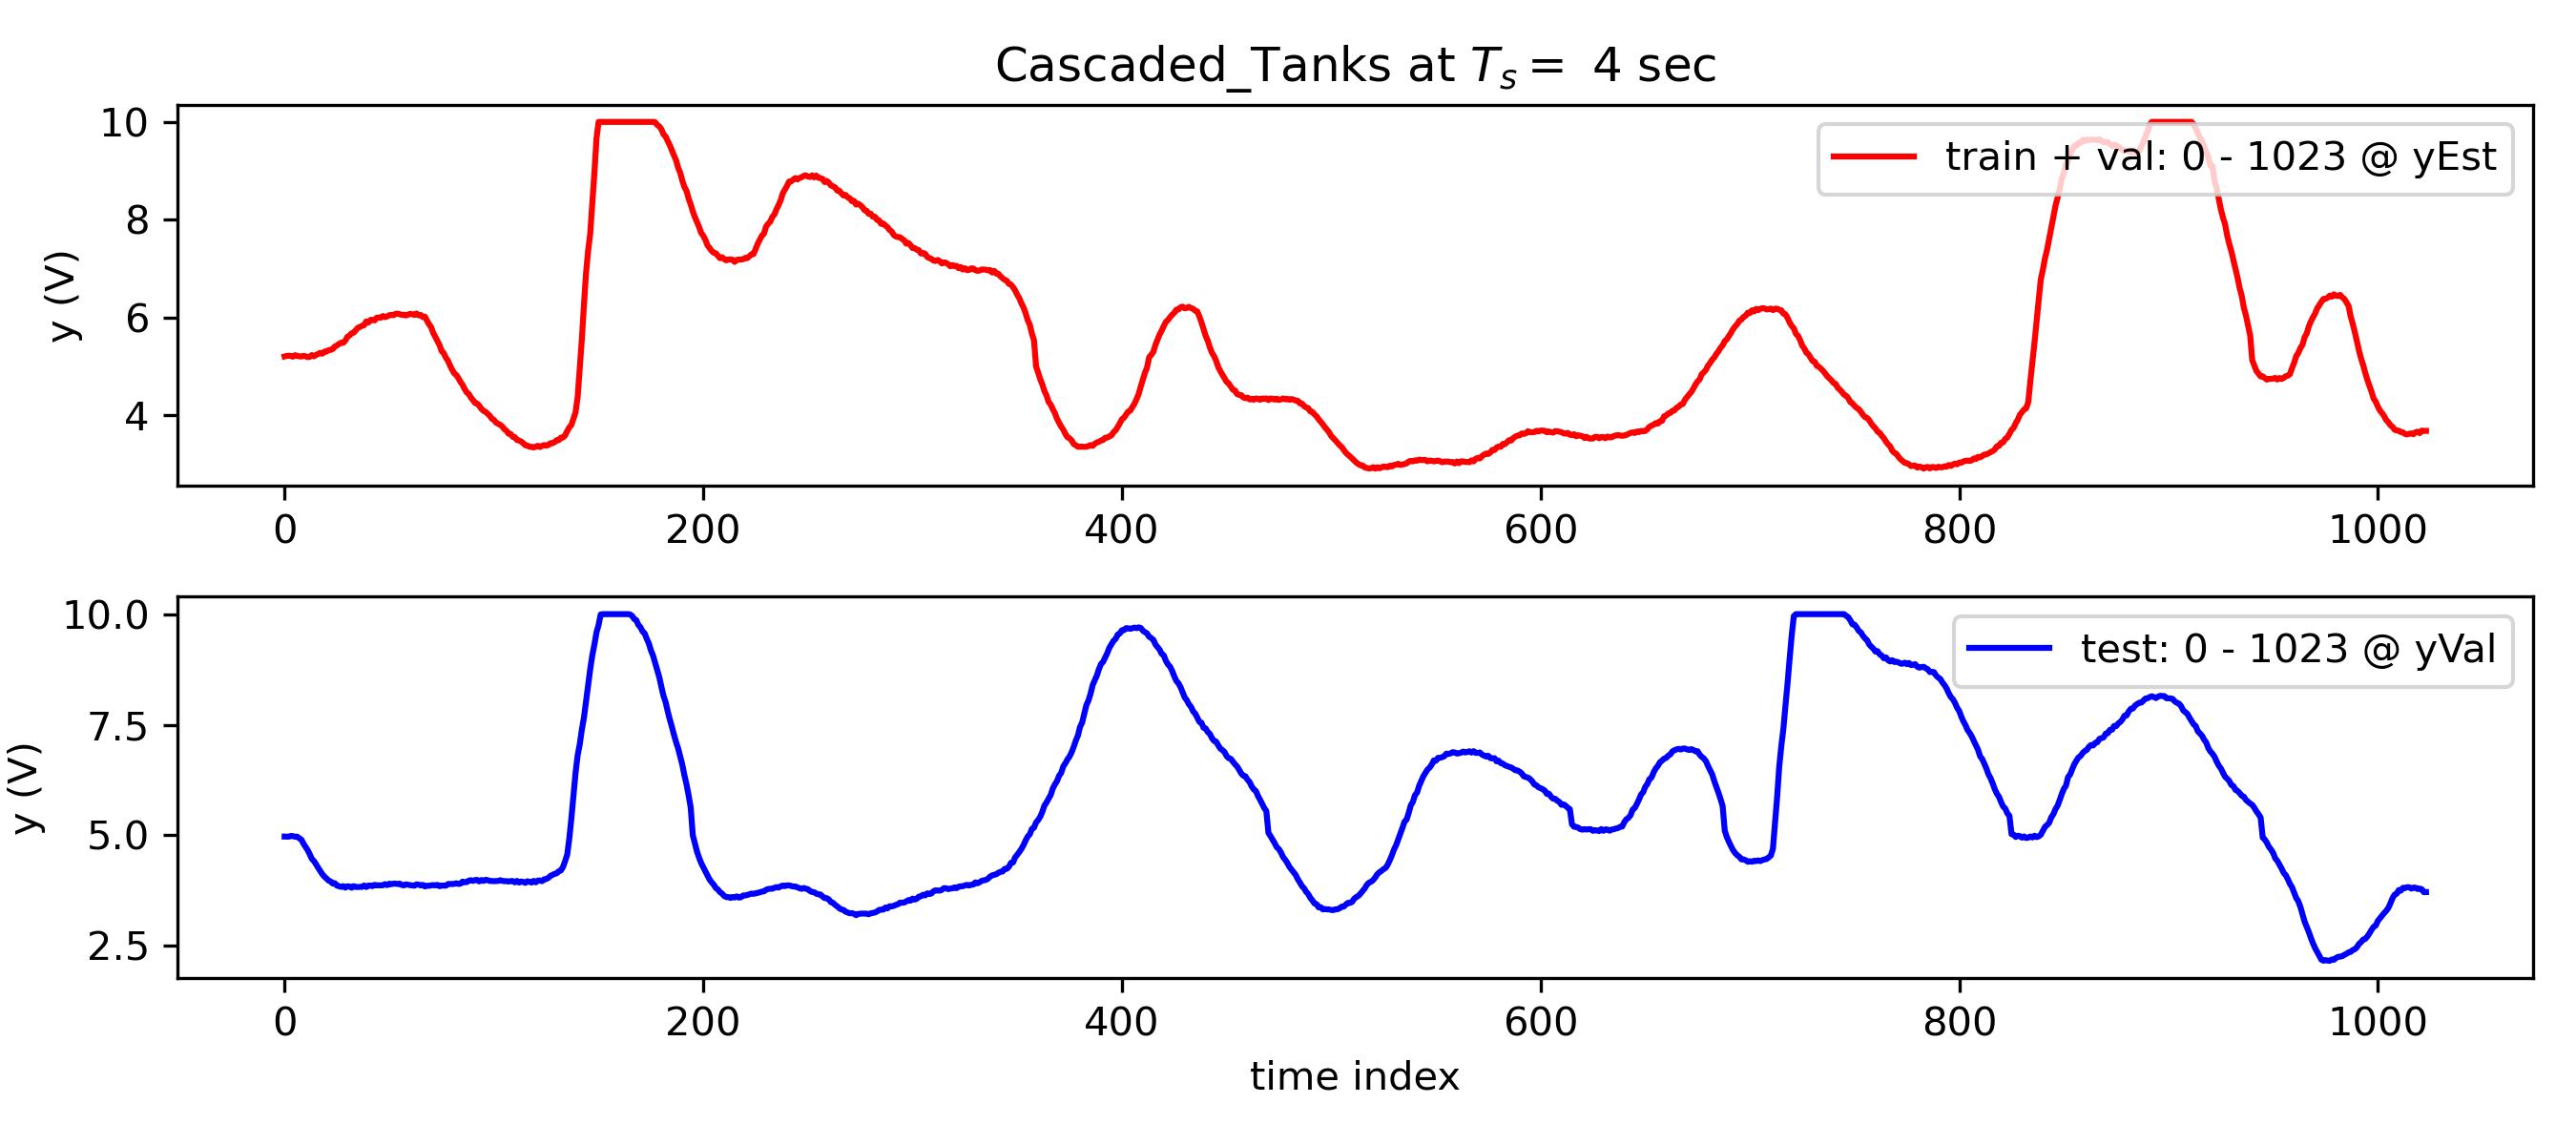 Cascaded_Tanks at T_s = 4 sec
10
8
6
4
y (V)
train + val: 0 - 1023 @ yEst
0 200 400 600 800 1000
10.0
7.5
5.0
2.5
y (V)
test: 0 - 1023 @ yVal
0 200 400 600 800 1000
time index